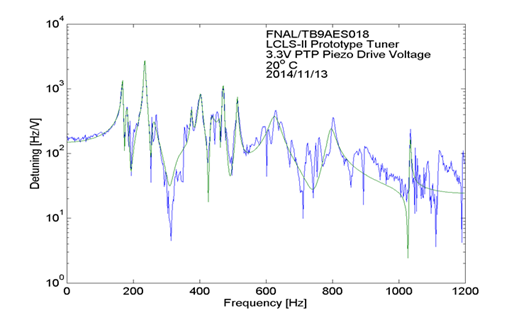 FNAL/TB9AES018
LCLS-II Prototype Tuner
3.3V PTP Piezo Drive Voltage
20° C
2014/11/13
10⁴
10³
10²
10¹
10⁰
Detuning [Hz/V]
0 200 400 600 800 1000 1200
Frequency [Hz]